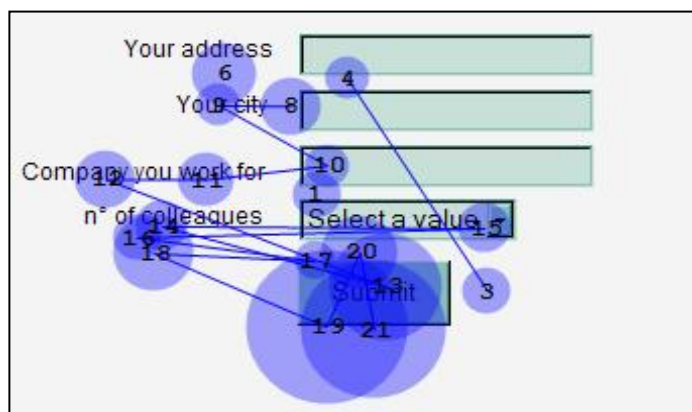 Your address
6
4
Your city
9 8
Company you work for
10
12 11
1
n° of colleaques
Select a value
14 15
16
18 17 20
13 3
Submit
19 21